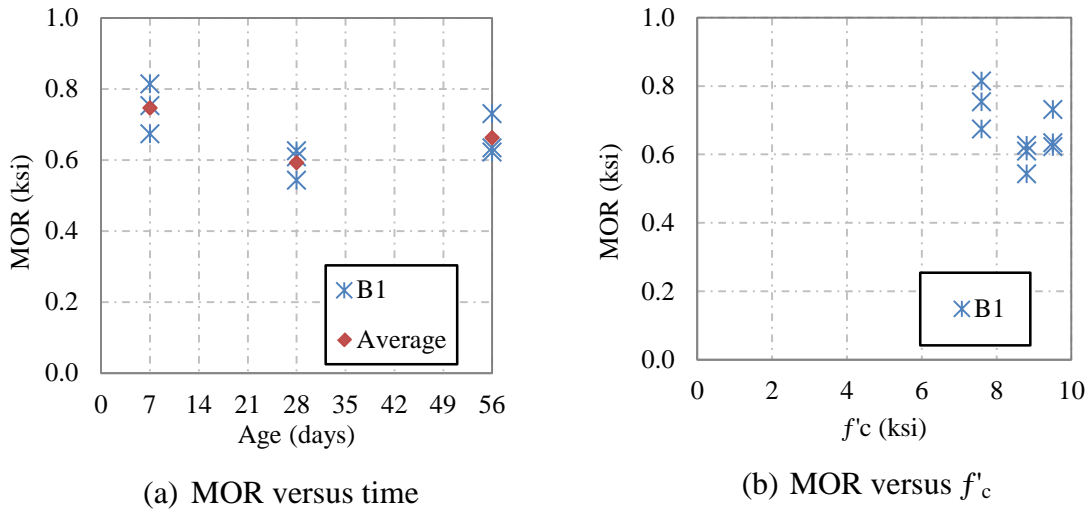 1.0
0.8
0.6
0.4
0.2
0.0
MOR (ksi)
0 7 14 21 28 35 42 49 56
Age (days)
B1
Average
(a) MOR versus time
1.0
0.8
0.6
0.4
0.2
0.0
MOR (ksi)
0 2 4 6 8 10
f'c (ksi)
B1
(b) MOR versus f'c